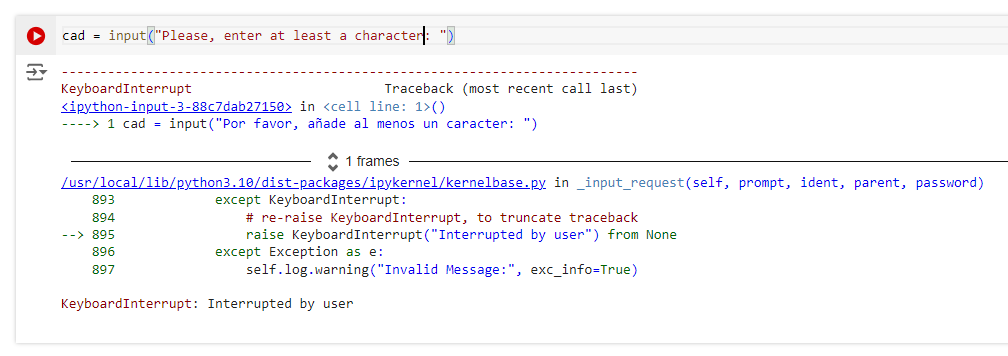 cad = input("Please, enter at least a character: ")
---------------------------------------------------------------------------
KeyboardInterrupt                         Traceback (most recent call last)
<ipython-input-3-88c7dab27150> in <cell line: 1>()
----> 1 cad = input("Por favor, añade al menos un caracter: ")
1 frames
/usr/local/lib/python3.10/dist-packages/ipykernel/kernelbase.py in _input_request(self, prompt, ident, parent, password)
    893             except KeyboardInterrupt:
    894                 # re-raise KeyboardInterrupt, to truncate traceback
--> 895                 raise KeyboardInterrupt("Interrupted by user") from None
    896             except Exception as e:
    897                 self.log.warning("Invalid Message:", exc_info=True)
KeyboardInterrupt: Interrupted by user